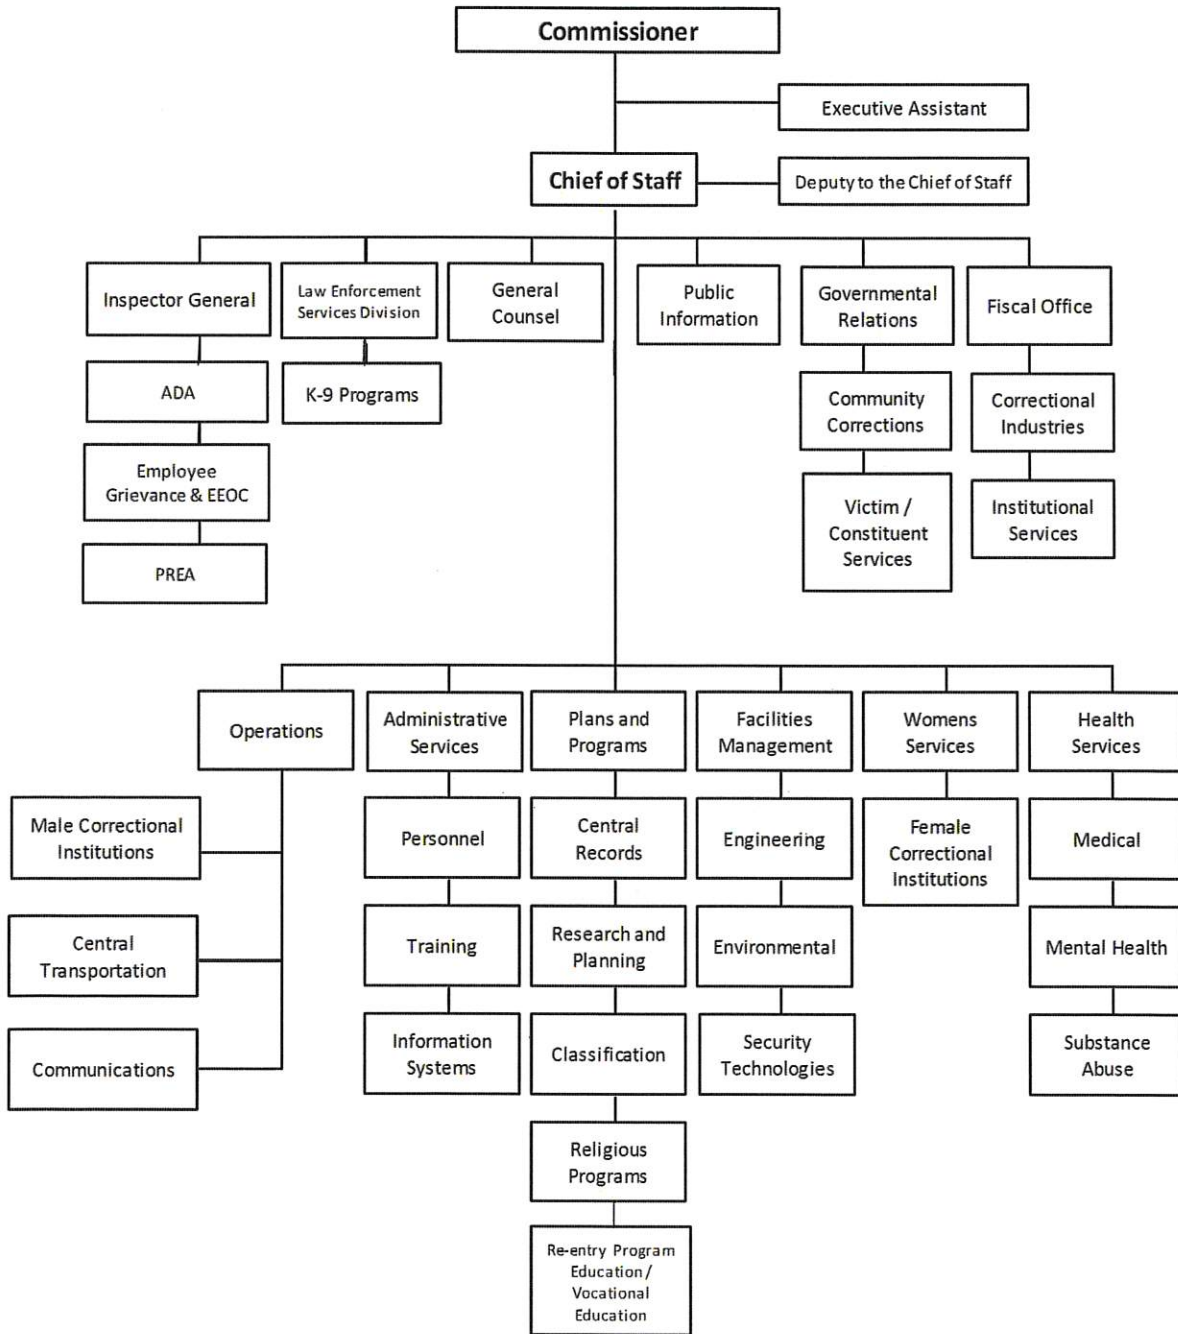 Commissioner
Executive Assistant
Chief of Staff
Deputy to the Chief of Staff
Inspector General
Law Enforcement
Services Division
General
Counsel
Public
Information
Governmental
Relations
Fiscal Office
ADA
K-9 Programs
Community
Corrections
Correctional
Industries
Employee
Grievance & EEOC
Victim /
Constituent
Services
Institutional
Services
PREA
Operations
Administrative
Services
Plans and
Programs
Facilities
Management
Womens
Services
Health
Services
Male Correctional
Institutions
Personnel
Central
Records
Engineering
Female
Correctional
Institutions
Medical
Central
Transportation
Training
Research and
Planning
Environmental
Mental Health
Communications
Information
Systems
Classification
Security
Technologies
Substance
Abuse
Religious
Programs
Re-entry Program
Education /
Vocational
Education